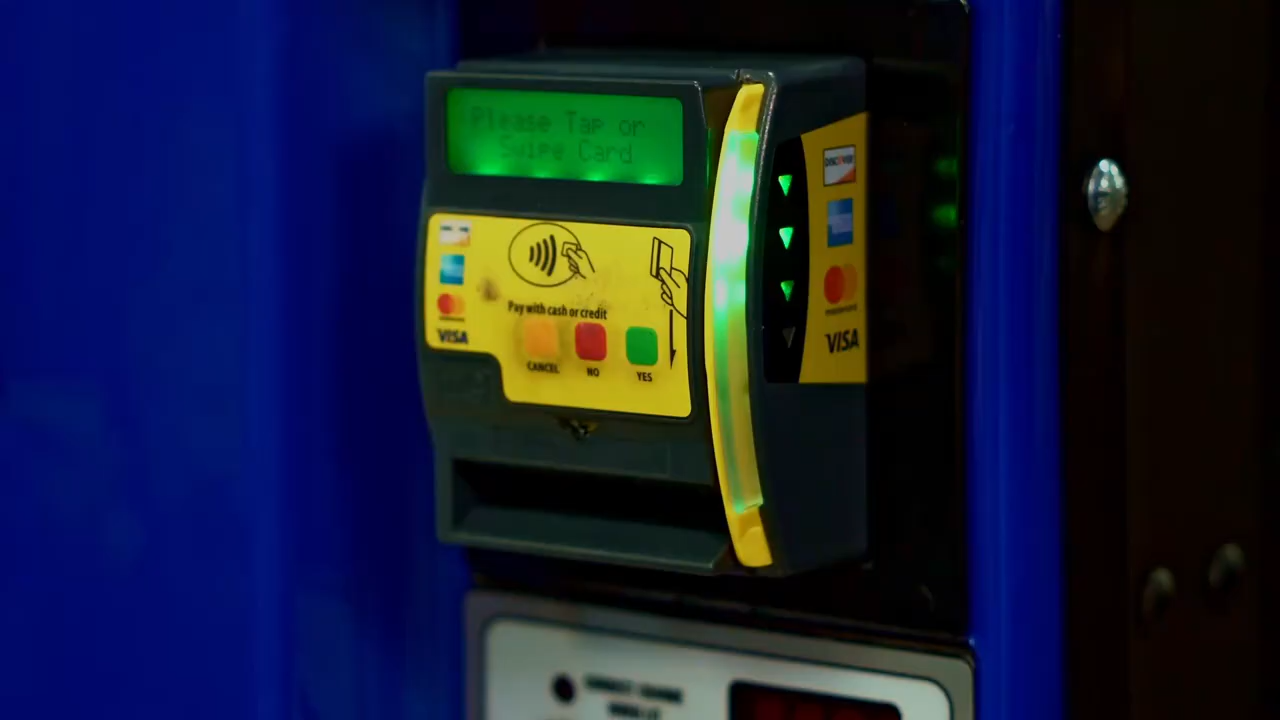 Please Tap or
Swipe Card
DISCOVER
Pay with cash or credit
VISA
CANCEL
NO
YES
VISA